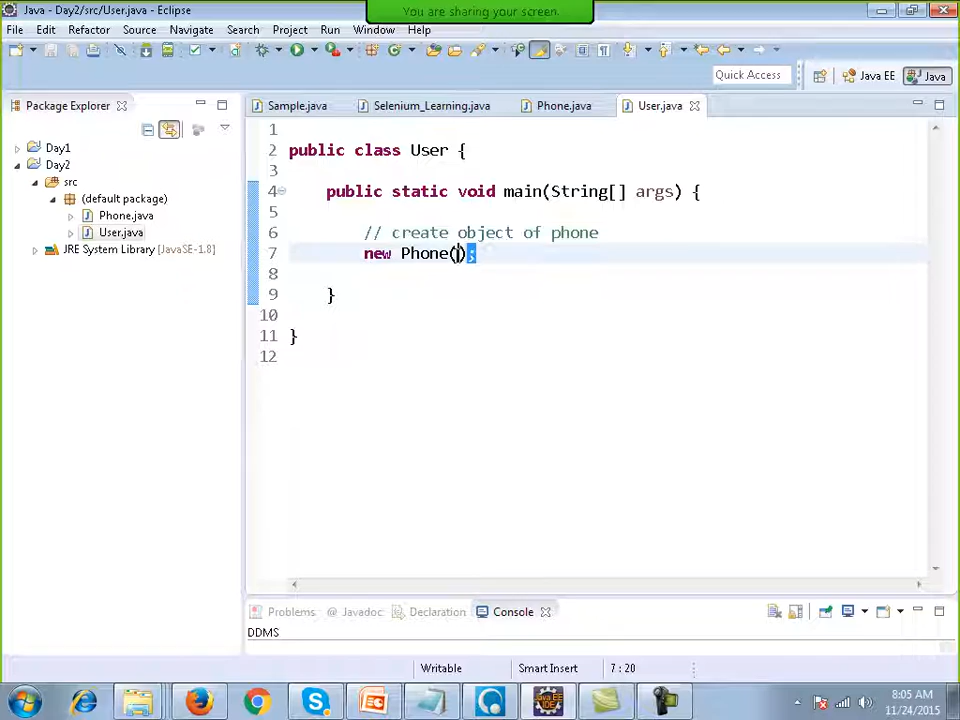 Java - Day2/src/User.java - Eclipse
You are sharing your screen.
File Edit Refactor Source Navigate Search Project Run Window Help
Quick Access
Java EE
Java
Package Explorer
Sample.java
Selenium_Learning.java
Phone.java
User.java
Day1
Day2
src
(default package)
Phone.java
User.java
JRE System Library [JavaSE-1.8]
1
2 public class User {
3
4 public static void main(String[] args) {
5
6 // create object of phone
7 new Phone();
8
9 }
10
11 }
12
Problems
@ Javadoc
Declaration
Console
DDMS
Writable
Smart Insert
7 : 20
8:05 AM
11/24/2015